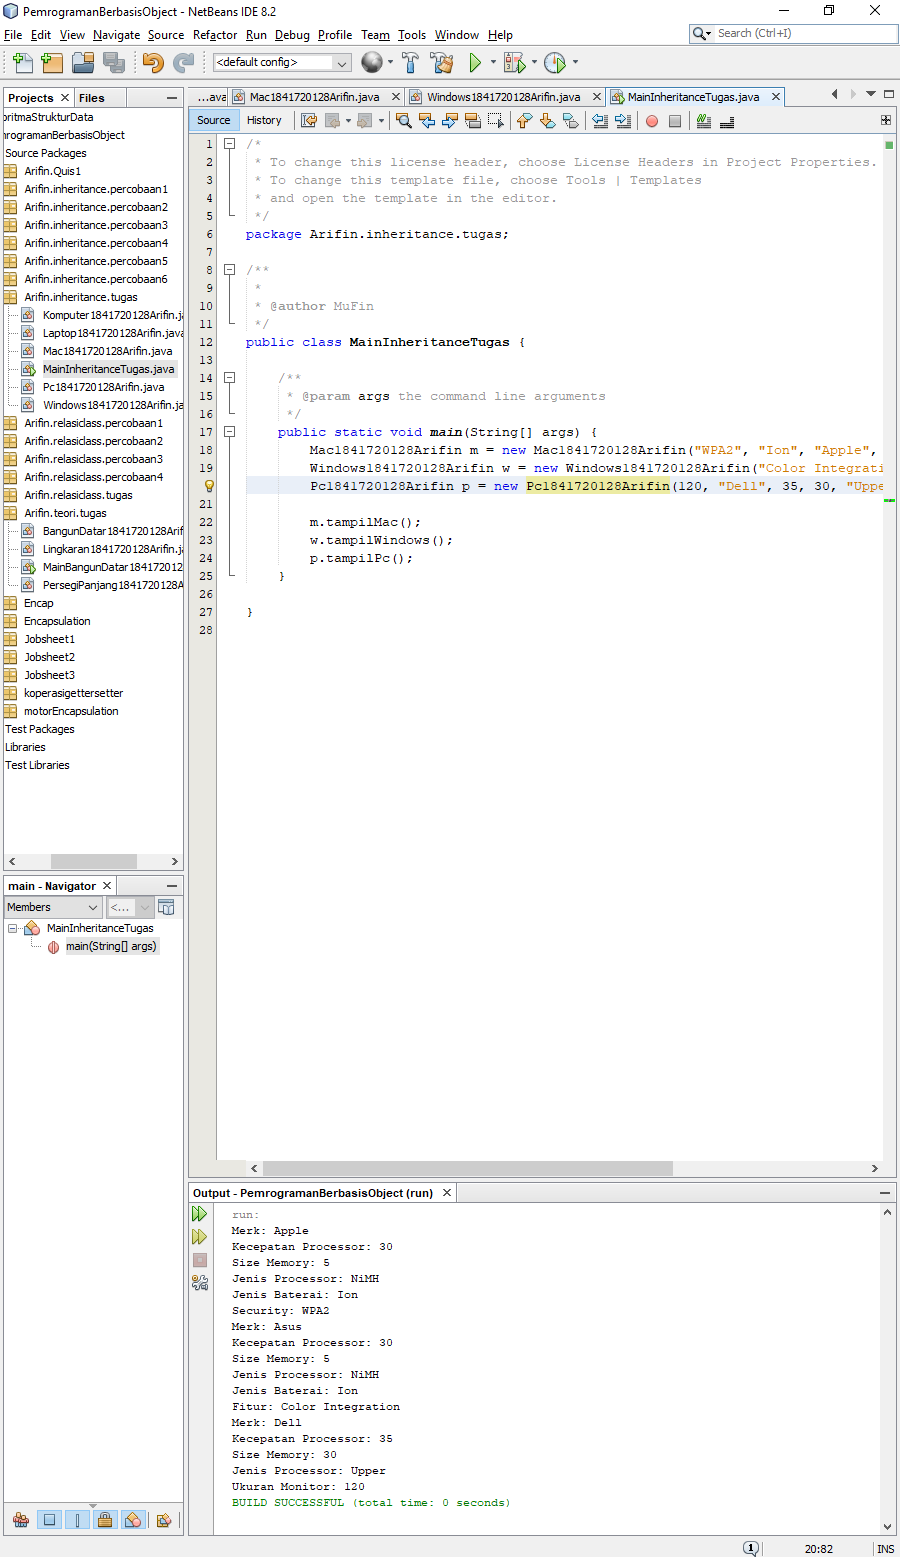 PemrogramanBerbasisObject - NetBeans IDE 8.2
File Edit View Navigate Source Refactor Run Debug Profile Team Tools Window Help
Search (Ctrl+I)
<default config>
Projects Files
oritmaStrukturData
rogramanBerbasisObject
Source Packages
Arifin.Quis1
Arifin.inheritance.percobaan1
Arifin.inheritance.percobaan2
Arifin.inheritance.percobaan3
Arifin.inheritance.percobaan4
Arifin.inheritance.percobaan5
Arifin.inheritance.percobaan6
Arifin.inheritance.tugas
Komputer1841720128Arifin.ja
Laptop1841720128Arifin.java
Mac1841720128Arifin.java
MainInheritanceTugas.java
Pc1841720128Arifin.java
Windows1841720128Arifin.ja
Arifin.relasiclass.percobaan1
Arifin.relasiclass.percobaan2
Arifin.relasiclass.percobaan3
Arifin.relasiclass.percobaan4
Arifin.relasiclass.tugas
Arifin.teori.tugas
BangunDatar1841720128Arif
Lingkaran1841720128Arifin.ja
MainBangunDatar184172012
PersegiPanjang1841720128A
Encap
Encapsulation
Jobsheet1
Jobsheet2
Jobsheet3
koperasigettersetter
motorEncapsulation
Test Packages
Libraries
Test Libraries
main - Navigator
Members <...
MainInheritanceTugas
main(String[] args)
...ava Mac1841720128Arifin.java Windows1841720128Arifin.java MainInheritanceTugas.java
Source History
1 /*
2 * To change this license header, choose License Headers in Project Properties.
3 * To change this template file, choose Tools | Templates
4 * and open the template in the editor.
5 */
6 package Arifin.inheritance.tugas;
7
8 /**
9 *
10 * @author MuFin
11 */
12 public class MainInheritanceTugas {
13
14 /**
15 * @param args the command line arguments
16 */
17 public static void main(String[] args) {
18 Mac1841720128Arifin m = new Mac1841720128Arifin("WPA2", "Ion", "Apple",
19 Windows1841720128Arifin w = new Windows1841720128Arifin("Color Integrati
Pc1841720128Arifin p = new Pc1841720128Arifin(120, "Dell", 35, 30, "Uppe
21
22 m.tampilMac();
23 w.tampilWindows();
24 p.tampilPc();
25 }
26
27 }
28
Output - PemrogramanBerbasisObject (run)
run:
Merk: Apple
Kecepatan Processor: 30
Size Memory: 5
Jenis Processor: NiMH
Jenis Baterai: Ion
Security: WPA2
Merk: Asus
Kecepatan Processor: 30
Size Memory: 5
Jenis Processor: NiMH
Jenis Baterai: Ion
Fitur: Color Integration
Merk: Dell
Kecepatan Processor: 35
Size Memory: 30
Jenis Processor: Upper
Ukuran Monitor: 120
BUILD SUCCESSFUL (total time: 0 seconds)
1 20:82 INS